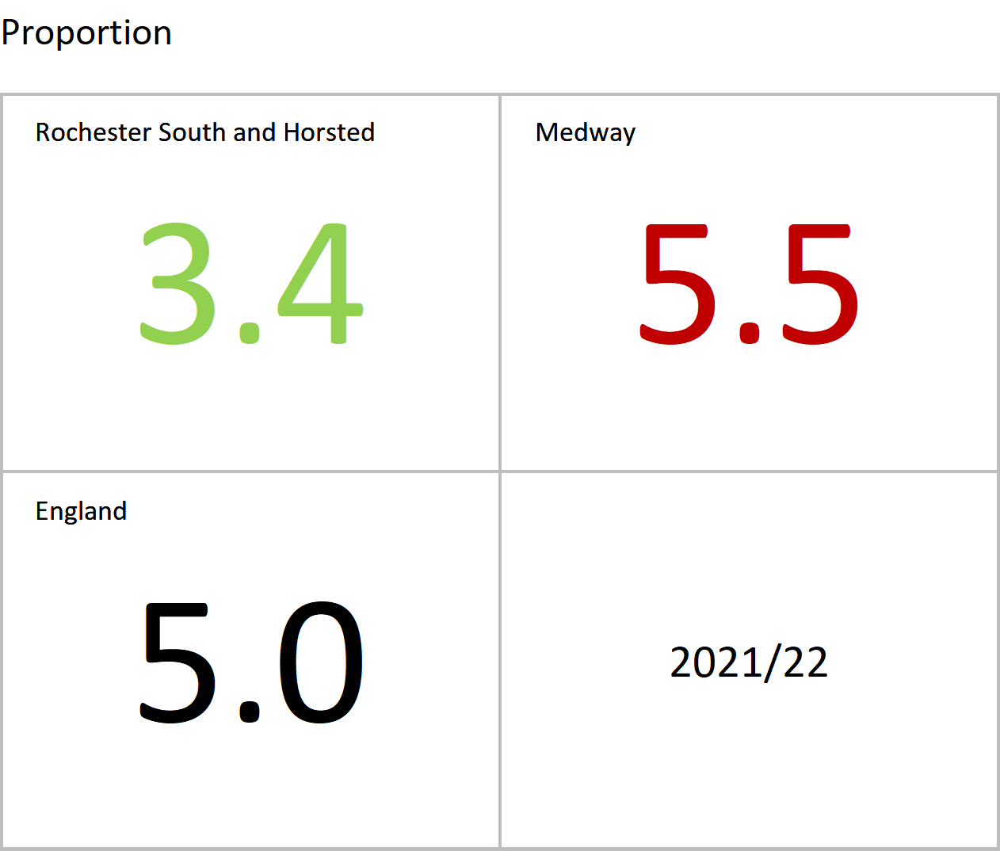 Proportion
Rochester South and Horsted
3.4
Medway
5.5
England
5.0
2021/22